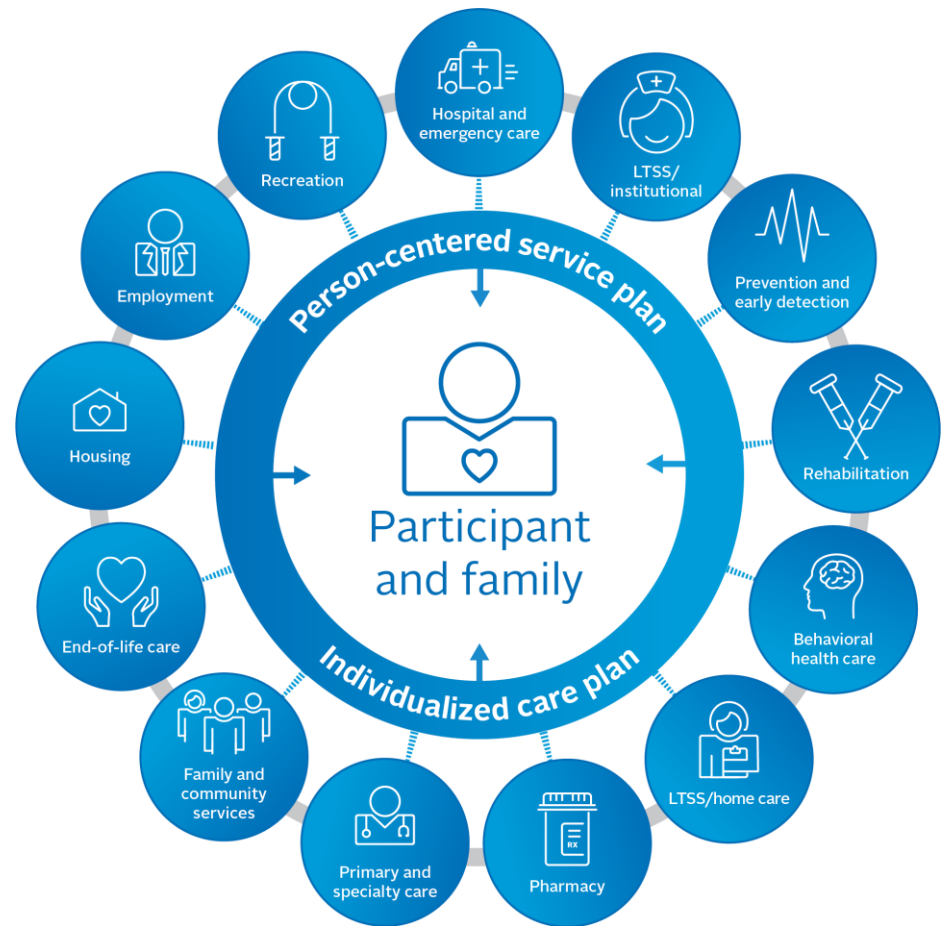 Hospital and
emergency care
LTSS/
institutional
Prevention and
early detection
Rehabilitation
Behavioral
health care
LTSS/home care
RX
Pharmacy
Primary and
specialty care
Family and
community
services
End-of-life care
Housing
Employment
Recreation
Person-centered service plan
Participant
and family
Individualized care plan